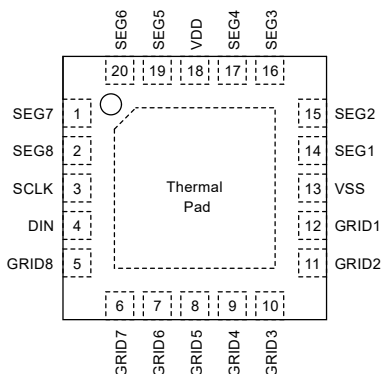 SEG6
SEG5
VDD
SEG4
SEG3
20
19
18
17
16
SEG7
1
15
SEG2
SEG8
2
14
SEG1
SCLK
3
Thermal
Pad
13
VSS
DIN
4
12
GRID1
GRID8
5
11
GRID2
6
7
8
9
10
GRID7
GRID6
GRID5
GRID4
GRID3